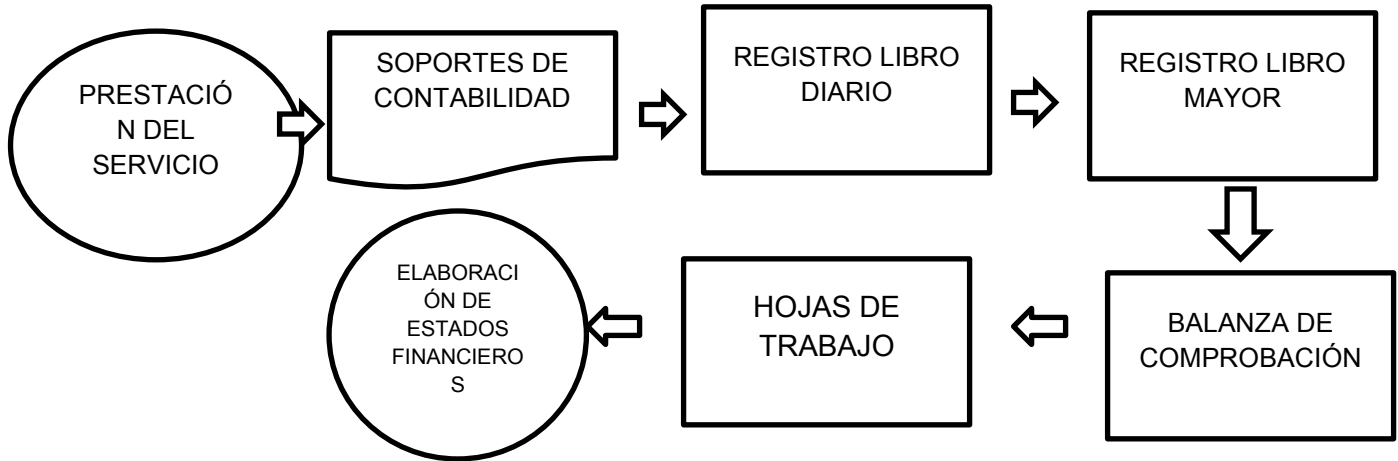 PRESTACIÓ
N DEL
SERVICIO
SOPORTES DE
CONTABILIDAD
REGISTRO LIBRO
DIARIO
REGISTRO LIBRO
MAYOR
BALANZA DE
COMPROBACIÓN
HOJAS DE
TRABAJO
ELABORACI
ÓN DE
ESTADOS
FINANCIERO
S